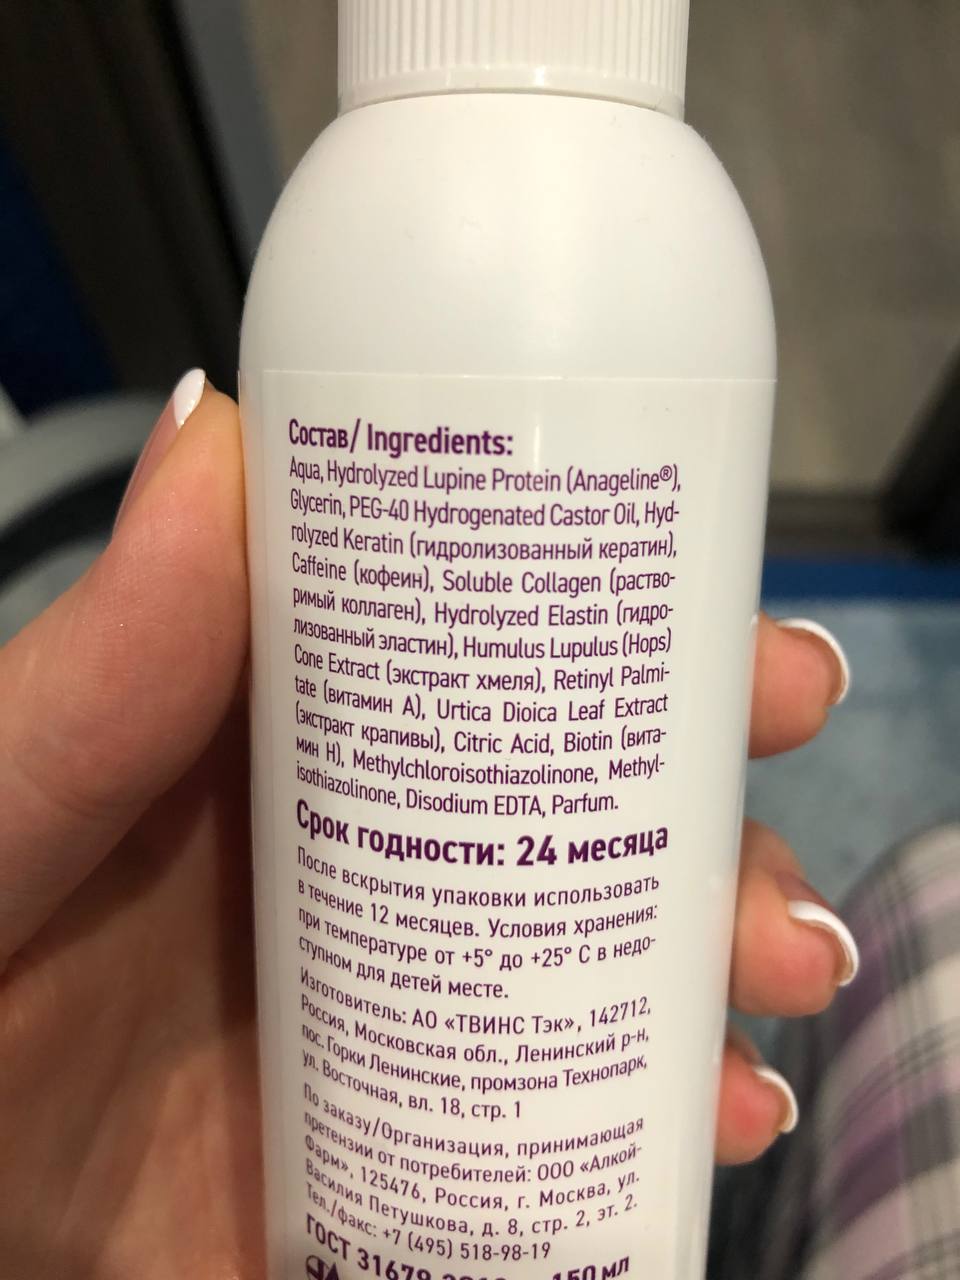 Состав/ Ingredients:
Aqua, Hydrolyzed Lupine Protein (Anageline®),
Glycerin, PEG-40 Hydrogenated Castor Oil, Hyd-
rolyzed Keratin (гидролизованный кератин),
Caffeine (кофеин), Soluble Collagen (раство-
римый коллаген), Hydrolyzed Elastin (гидро-
лизованный эластин), Humulus Lupulus (Hops)
Cone Extract (экстракт хмеля), Retinyl Palmi-
tate (витамин А), Urtica Dioica Leaf Extract
(экстракт крапивы), Citric Acid, Biotin (вита-
мин Н), Methylchloroisothiazolinone, Methyl-
isothiazolinone, Disodium EDTA, Parfum.
Срок годности: 24 месяца
После вскрытия упаковки использовать
в течение 12 месяцев. Условия хранения:
при температуре от +5° до +25° С в недо-
ступном для детей месте.
Изготовитель: АО «ТВИНС Тэк», 142712,
Россия, Московская обл., Ленинский р-н,
пос. Горки Ленинские, промзона Технопарк,
ул. Восточная, вл. 18, стр. 1
По заказу/Организация, принимающая
претензии от потребителей: ООО «Алкой-
Фарм», 125476, Россия, г. Москва, ул.
Василия Петушкова, д. 8, стр. 2, эт. 2.
Тел./факс: +7 (495) 518-98-19
ГОСТ 31679 150 мл